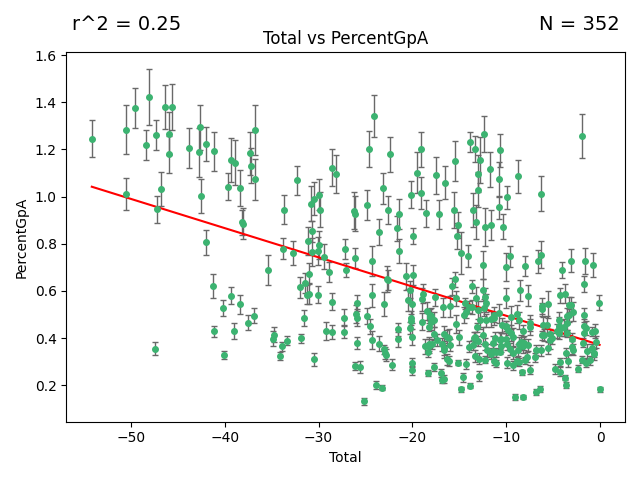 r^2 = 0.25 N = 352
Total vs PercentGpA
1.6
1.4
1.2
1.0
0.8
0.6
0.4
0.2
PercentGpA
−50 −40 −30 −20 −10 0
Total